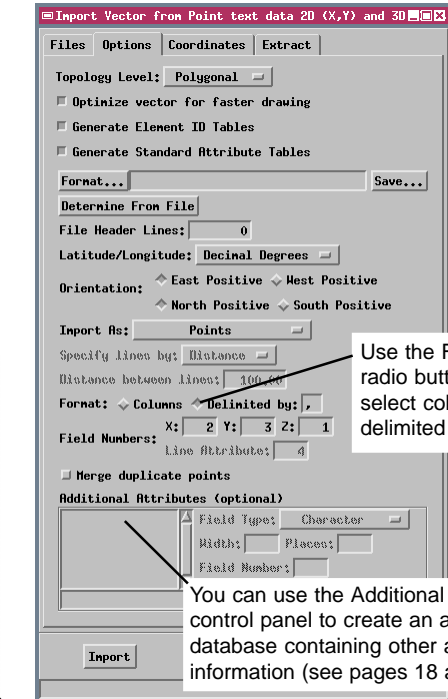 Import Vector from Point text data 2D (X,Y) and 3D
Files Options Coordinates Extract
Topology Level: Polygonal
Optimize vector for faster drawing
Generate Element ID Tables
Generate Standard Attribute Tables
Format... Save...
Determine From File
File Header Lines: 0
Latitude/Longitude: Decimal Degrees
Orientation: East Positive West Positive
North Positive South Positive
Import As: Points
Specify lines by: Distance
Distance between lines: 100.00
Format: Columns Delimited by: ,
Field Numbers: X: 2 Y: 3 Z: 1
Line Attribute: 4
Merge duplicate points
Additional Attributes (optional)
Field Type: Character
Width: Places:
Field Number:
Import
Use the F
radio butt
select col
delimited
You can use the Additional
control panel to create an a
database containing other a
information (see pages 18 a